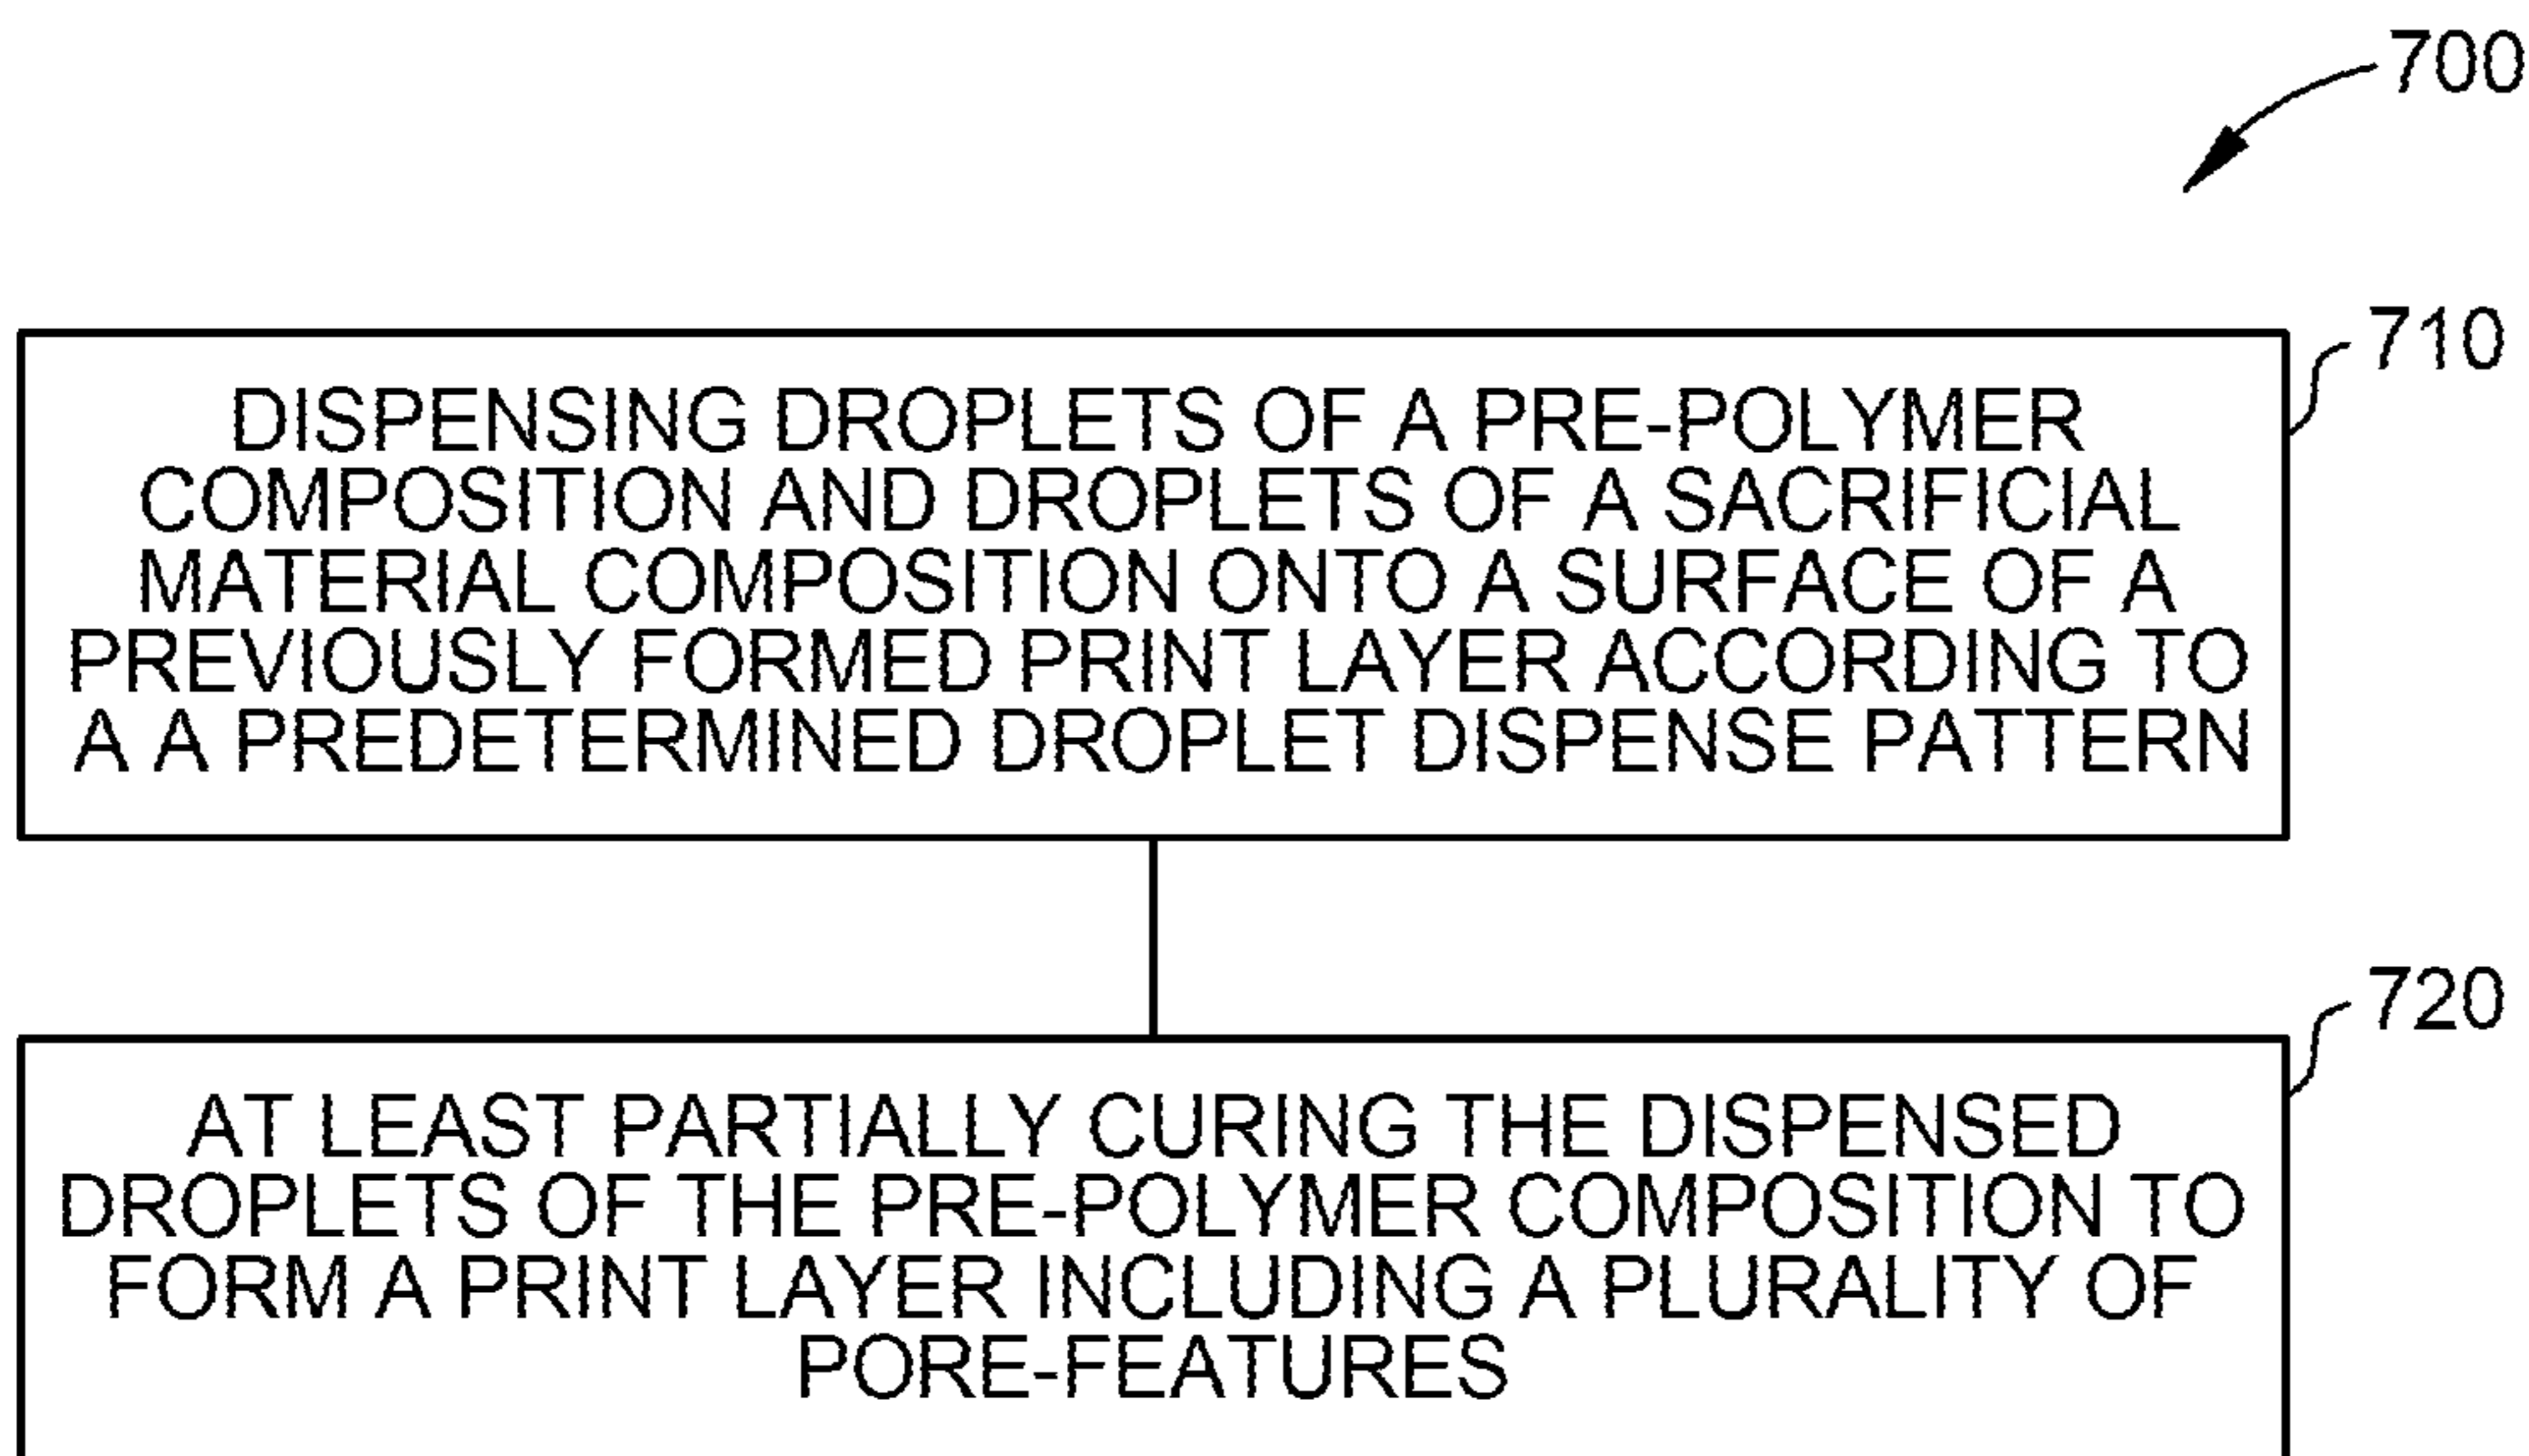 700
710
DISPENSING DROPLETS OF A PRE-POLYMER
COMPOSITION AND DROPLETS OF A SACRIFICIAL
MATERIAL COMPOSITION ONTO A SURFACE OF A
PREVIOUSLY FORMED PRINT LAYER ACCORDING TO
A A PREDETERMINED DROPLET DISPENSE PATTERN
720
AT LEAST PARTIALLY CURING THE DISPENSED
DROPLETS OF THE PRE-POLYMER COMPOSITION TO
FORM A PRINT LAYER INCLUDING A PLURALITY OF
PORE-FEATURES